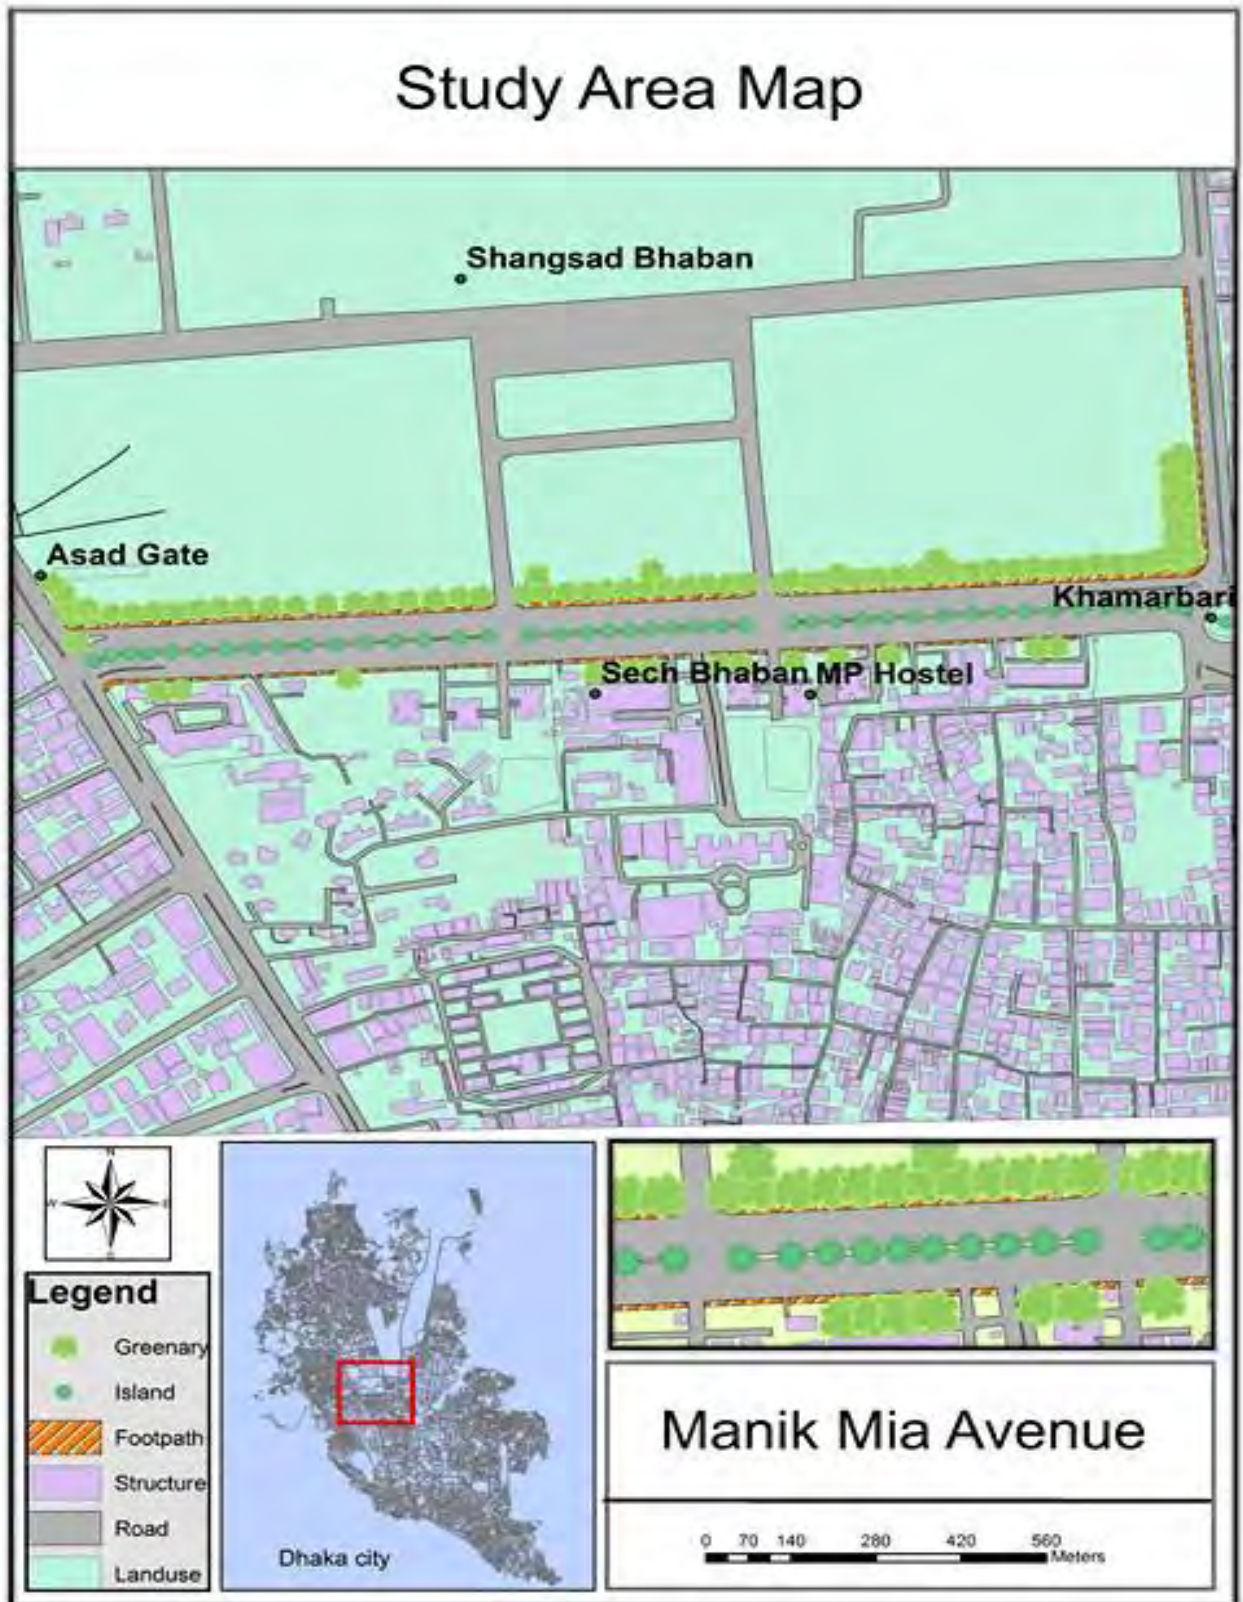 Study Area Map
Shangsad Bhaban
Asad Gate
Khamarbari
Sech Bhaban MP Hostel
N
W
E
S
Legend
Greenary
Island
Footpath
Structure
Road
Landuse
Dhaka city
Manik Mia Avenue
0 70 140 280 420 560
Meters